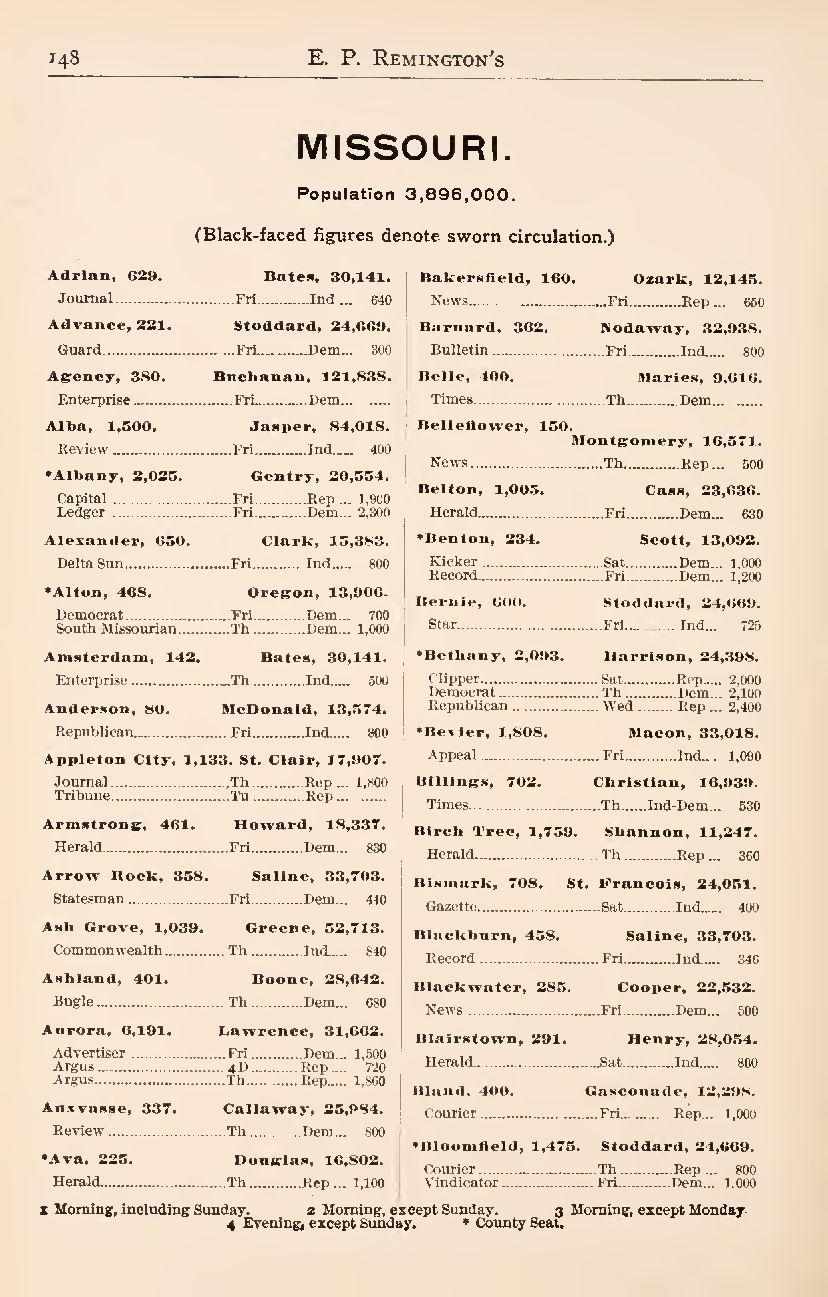 148 E. P. Remington's
MISSOURI.
Population 3,896,000.
(Black-faced figures denote sworn circulation.)
Adrian, 629. Bates, 30,141.
Journal Fri Ind 640
Advance, 221. Stoddard, 24,669.
Guard Fri Dem 300
Agency, 380. Buchanan, 121,838.
Enterprise Fri Dem
Alba, 1,500. Jasper, 84,018.
Review Fri Ind 400
*Albany, 2,025. Gentry, 20,554.
Capital Fri Rep 1,900
Ledger Fri Dem 2,300
Alexander, 650. Clark, 15,383.
Delta Sun Fri Ind 800
*Alton, 468. Oregon, 13,906.
Democrat Fri Dem 700
South Missourian Th Dem 1,000
Amsterdam, 142. Bates, 30,141.
Enterprise Th Ind 500
Anderson, 80. McDonald, 13,574.
Republican Fri Ind 800
Appleton City, 1,133. St. Clair, 17,907.
Journal Th Rep 1,800
Tribune Tu Rep
Armstrong, 461. Howard, 18,337.
Herald Fri Dem 830
Arrow Rock, 358. Saline, 33,703.
Statesman Fri Dem 440
Ash Grove, 1,039. Greene, 52,713.
Commonwealth Th Ind 840
Ashland, 401. Boone, 28,642.
Bugle Th Dem 680
Aurora, 6,191. Lawrence, 31,662.
Advertiser Fri Dem 1,500
Argus 4D Rep 720
Argus Th Rep 1,860
Auxvasse, 337. Callaway, 25,984.
Review Th Dem 800
*Ava, 225. Douglas, 16,802.
Herald Th Rep 1,100
Bakersfield, 160. Ozark, 12,145.
News Fri Rep 650
Barnard, 362. Nodaway, 32,938.
Bulletin Fri Ind 800
Belle, 400. Maries, 9,616.
Times Th Dem
Belleflower, 150.
Montgomery, 16,571.
News Th Rep 500
Belton, 1,005. Cass, 23,636.
Herald Fri Dem 630
*Benton, 234. Scott, 13,092.
Kicker Sat Dem 1,000
Record Fri Dem 1,200
Bernie, 600. Stoddard, 24,669.
Star Fri Ind 725
*Bethany, 2,093. Harrison, 24,398.
Clipper Sat Rep 2,000
Democrat Th Dem 2,100
Republican Wed Rep 2,400
*Bevier, 1,808. Macon, 33,018.
Appeal Fri Ind 1,090
Billings, 702. Christian, 16,939.
Times Th Ind-Dem 530
Birch Tree, 1,759. Shannon, 11,247.
Herald Th Rep 360
Bismark, 708. St. Francois, 24,051.
Gazette Sat Ind 400
Blackburn, 458. Saline, 33,703.
Record Fri Ind 346
Blackwater, 285. Cooper, 22,532.
News Fri Dem 500
Blairstown, 291. Henry, 28,054.
Herald Sat Ind 800
Bland, 400. Gasconade, 12,298.
Courier Fri Rep 1,000
*Bloomfield, 1,475. Stoddard, 24,669.
Courier Th Rep 800
Vindicator Fri Dem 1,000
1 Morning, including Sunday. 2 Morning, except Sunday. 3 Morning, except Monday.
4 Evening, except Sunday. * County Seat.